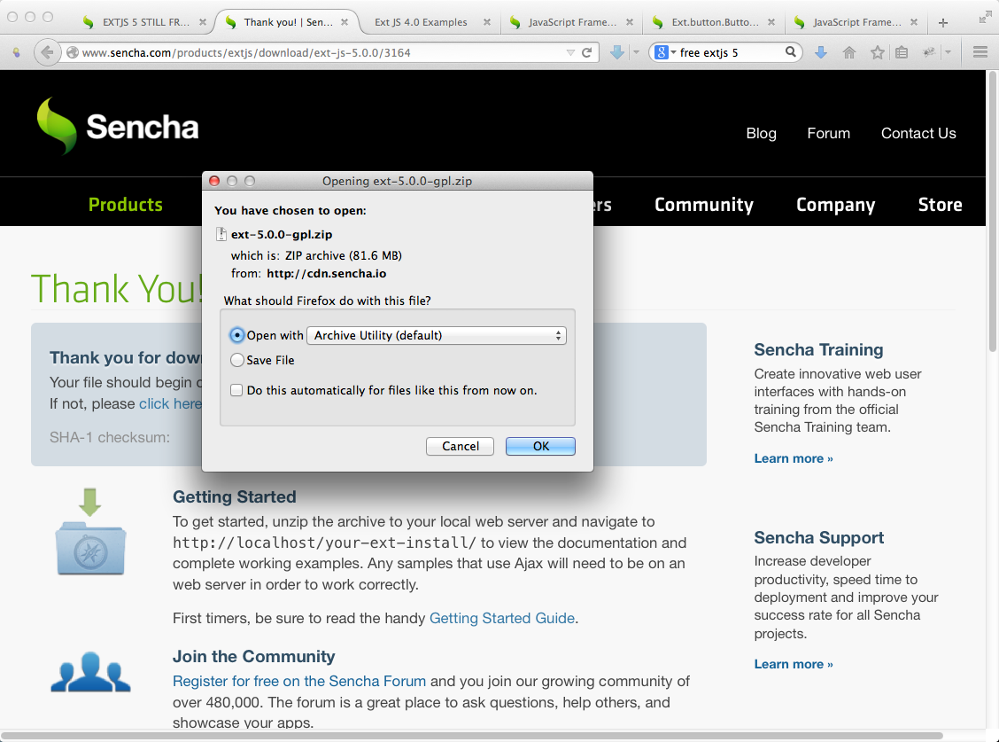 EXTJS 5 STILL FR...
Thank you! | Sen...
Ext JS 4.0 Examples
JavaScript Frame...
Ext.button.Butto...
JavaScript Frame...
www.sencha.com/products/extjs/download/ext-js-5.0.0/3164
8 free extjs 5
Sencha
Blog Forum Contact Us
Products ers Community Company Store
Opening ext-5.0.0-gpl.zip
You have chosen to open:
ext-5.0.0-gpl.zip
which is: ZIP archive (81.6 MB)
from: http://cdn.sencha.io
What should Firefox do with this file?
Open with Archive Utility (default)
Save File
Do this automatically for files like this from now on.
Cancel OK
Thank You!
Thank you for dow
Your file should begin
If not, please click here
SHA-1 checksum:
Getting Started
To get started, unzip the archive to your local web server and navigate to
http://localhost/your-ext-install/ to view the documentation and
complete working examples. Any samples that use Ajax will need to be on an
web server in order to work correctly.
First timers, be sure to read the handy Getting Started Guide.
Join the Community
Register for free on the Sencha Forum and you join our growing community of
over 480,000. The forum is a great place to ask questions, help others, and
showcase your apps.
Sencha Training
Create innovative web user
interfaces with hands-on
training from the official
Sencha Training team.
Learn more »
Sencha Support
Increase developer
productivity, speed time to
deployment and improve your
success rate for all Sencha
projects.
Learn more »